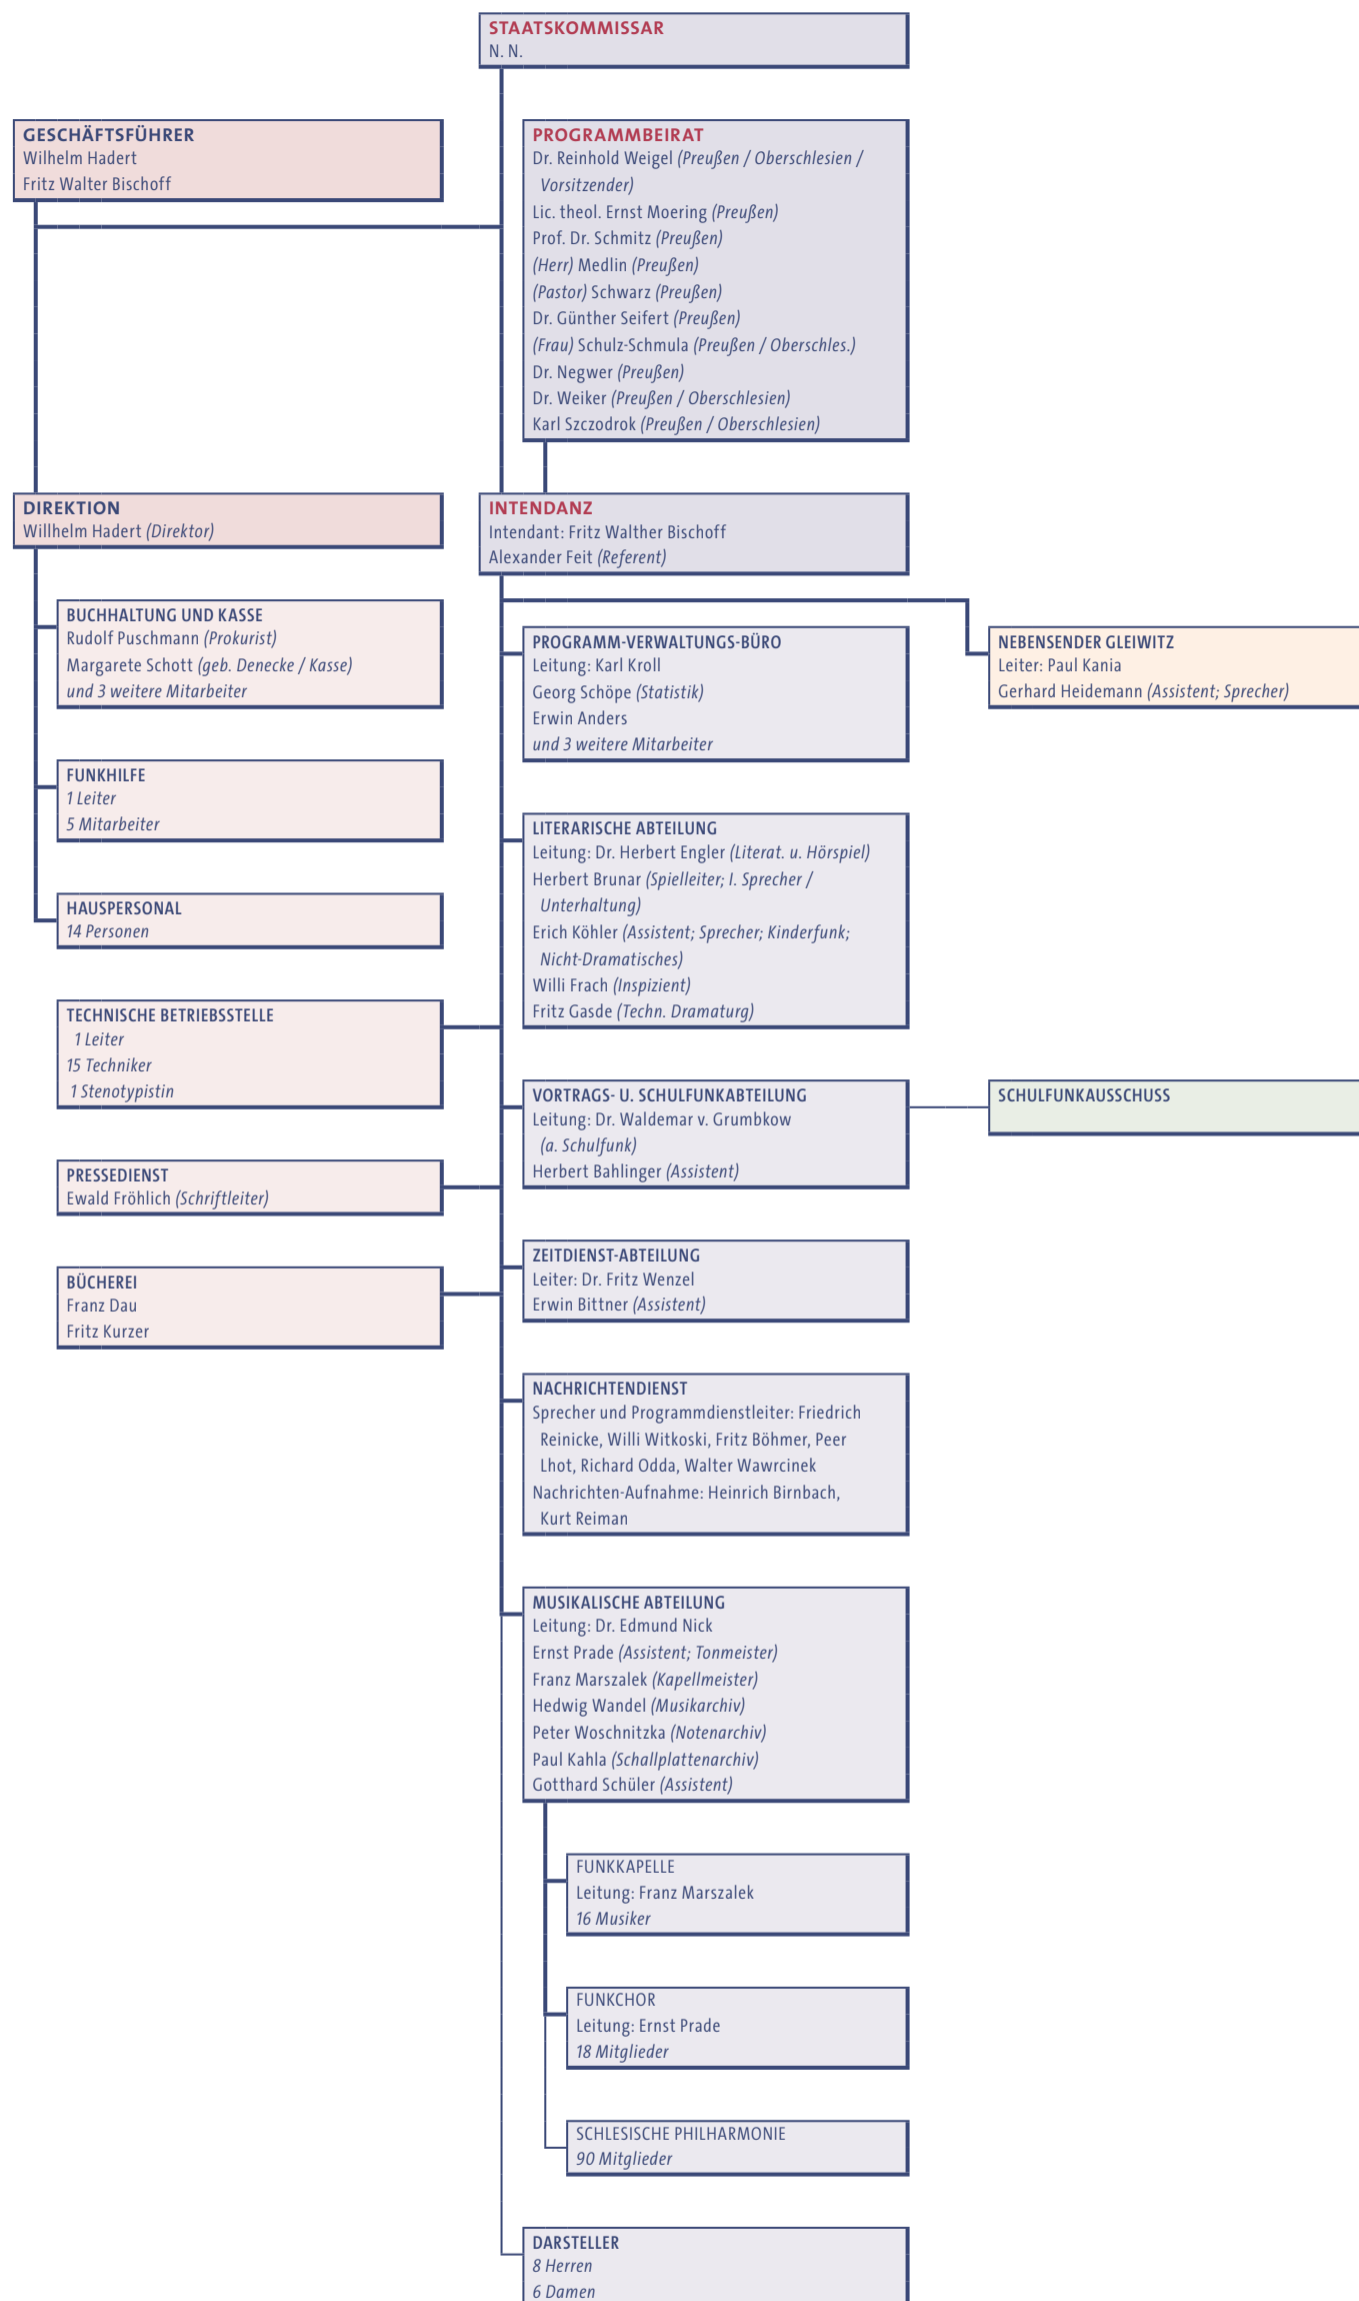 STAATSKOMMISSAR
N. N.
GESCHÄFTSFÜHRER
Wilhelm Hadert
Fritz Walter Bischoff
PROGRAMMBEIRAT
Dr. Reinhold Weigel (Preußen / Oberschlesien /
Vorsitzender)
Lic. theol. Ernst Moering (Preußen)
Prof. Dr. Schmitz (Preußen)
(Herr) Medlin (Preußen)
(Pastor) Schwarz (Preußen)
Dr. Günther Seifert (Preußen)
(Frau) Schulz-Schmula (Preußen / Oberschles.)
Dr. Negwer (Preußen)
Dr. Weiker (Preußen / Oberschlesien)
Karl Szczodrok (Preußen / Oberschlesien)
DIREKTION
Willhelm Hadert (Direktor)
INTENDANZ
Intendant: Fritz Walther Bischoff
Alexander Feit (Referent)
BUCHHALTUNG UND KASSE
Rudolf Puschmann (Prokurist)
Margarete Schott (geb. Denecke / Kasse)
und 3 weitere Mitarbeiter
PROGRAMM-VERWALTUNGS-BÜRO
Leitung: Karl Kroll
Georg Schöpe (Statistik)
Erwin Anders
und 3 weitere Mitarbeiter
NEBENSENDER GLEIWITZ
Leiter: Paul Kania
Gerhard Heidemann (Assistent; Sprecher)
FUNKHILFE
1 Leiter
5 Mitarbeiter
HAUSPERSONAL
14 Personen
LITERARISCHE ABTEILUNG
Leitung: Dr. Herbert Engler (Literat. u. Hörspiel)
Herbert Brunar (Spielleiter; I. Sprecher /
Unterhaltung)
Erich Köhler (Assistent; Sprecher; Kinderfunk;
Nicht-Dramatisches)
Willi Frach (Inspizient)
Fritz Gasde (Techn. Dramaturg)
TECHNISCHE BETRIEBSSTELLE
1 Leiter
15 Techniker
1 Stenotypistin
VORTRAGS- U. SCHULFUNKABTEILUNG
Leitung: Dr. Waldemar v. Grumbkow
(a. Schulfunk)
Herbert Bahlinger (Assistent)
SCHULFUNKAUSSCHUSS
PRESSEDIENST
Ewald Fröhlich (Schriftleiter)
ZEITDIENST-ABTEILUNG
Leiter: Dr. Fritz Wenzel
Erwin Bittner (Assistent)
BÜCHEREI
Franz Dau
Fritz Kurzer
NACHRICHTENDIENST
Sprecher und Programmdienstleiter: Friedrich
Reinicke, Willi Witkoski, Fritz Böhmer, Peer
Lhot, Richard Odda, Walter Wawrcinek
Nachrichten-Aufnahme: Heinrich Birnbach,
Kurt Reiman
MUSIKALISCHE ABTEILUNG
Leitung: Dr. Edmund Nick
Ernst Prade (Assistent; Tonmeister)
Franz Marszalek (Kapellmeister)
Hedwig Wandel (Musikarchiv)
Peter Woschnitzka (Notenarchiv)
Paul Kahla (Schallplattenarchiv)
Gotthard Schüler (Assistent)
FUNKKAPELLE
Leitung: Franz Marszalek
16 Musiker
FUNKCHOR
Leitung: Ernst Prade
18 Mitglieder
SCHLESISCHE PHILHARMONIE
90 Mitglieder
DARSTELLER
8 Herren
6 Damen